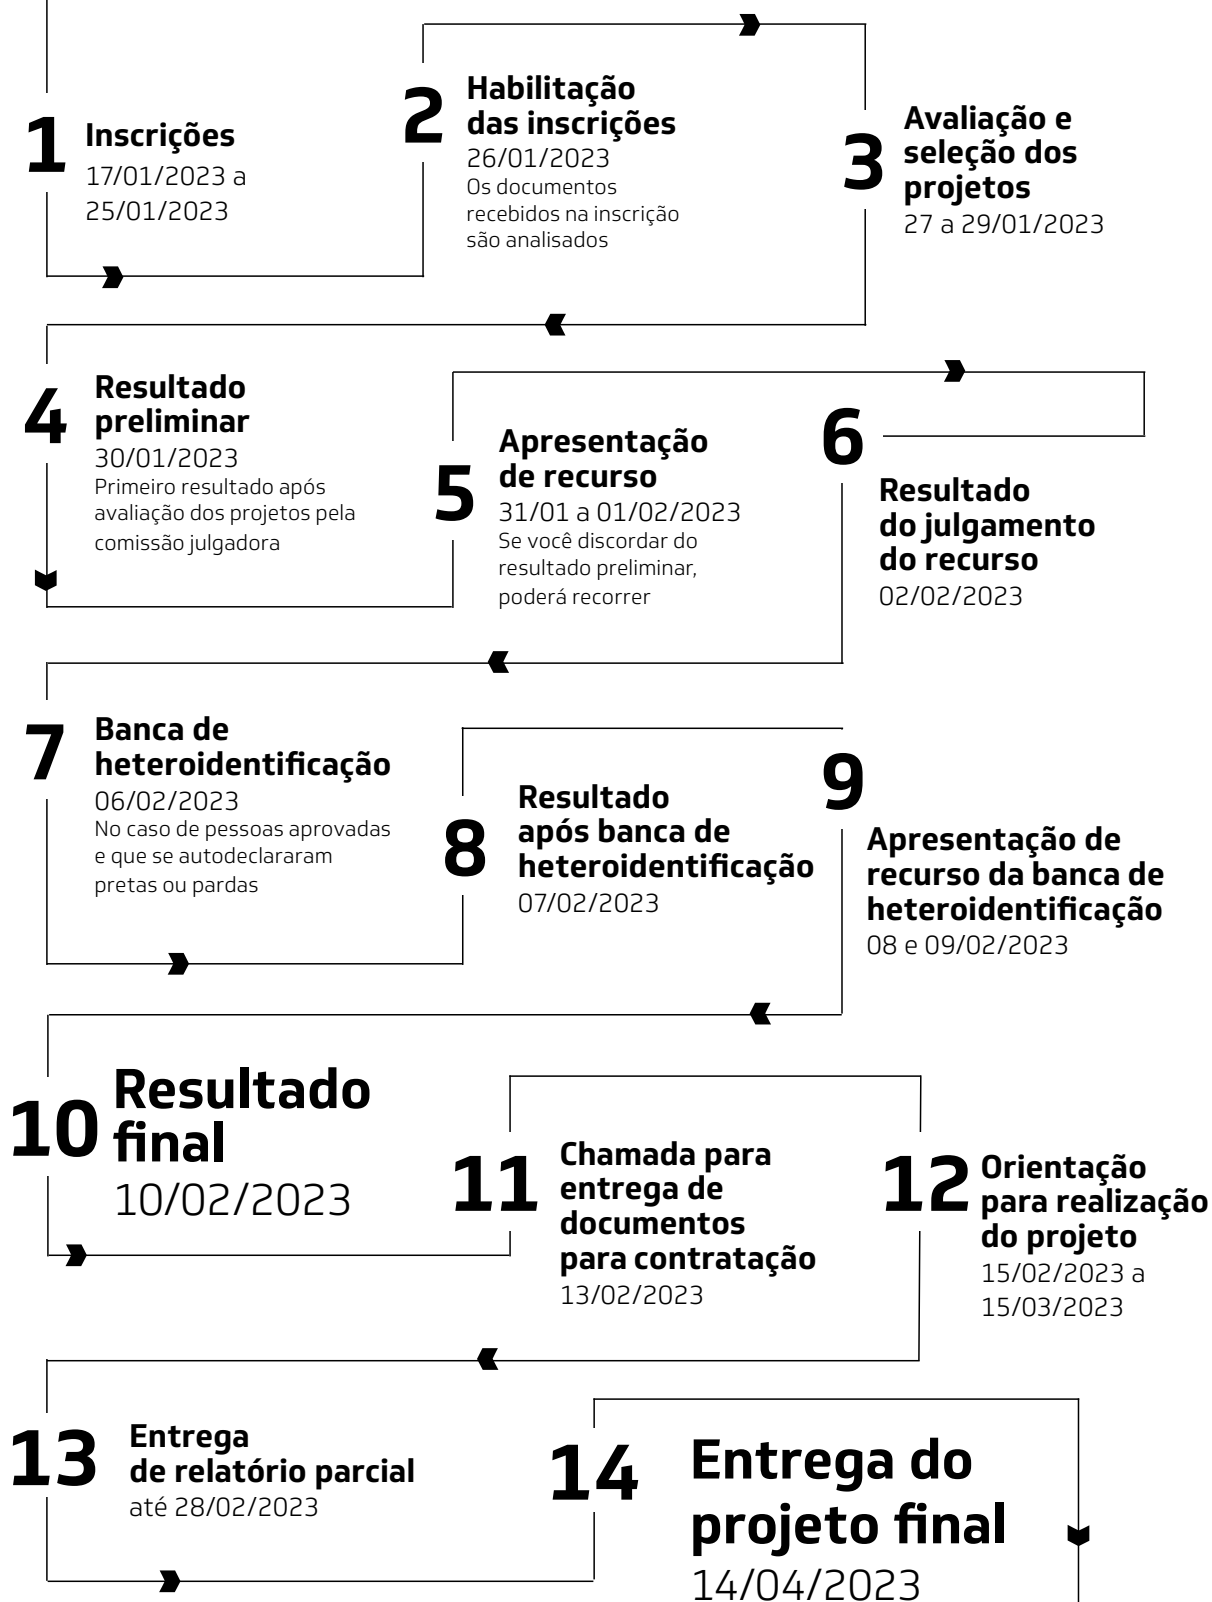 1
Inscrições
17/01/2023 a
25/01/2023
2
Habilitação
das inscrições
26/01/2023
Os documentos
recebidos na inscrição
são analisados
3
Avaliação e
seleção dos
projetos
27 a 29/01/2023
4
Resultado
preliminar
30/01/2023
Primeiro resultado após
avaliação dos projetos pela
comissão julgadora
5
Apresentação
de recurso
31/01 a 01/02/2023
Se você discordar do
resultado preliminar,
poderá recorrer
6
Resultado
do julgamento
do recurso
02/02/2023
7
Banca de
heteroidentificação
06/02/2023
No caso de pessoas aprovadas
e que se autodeclararam
pretas ou pardas
8
Resultado
após banca de
heteroidentificação
07/02/2023
9
Apresentação de
recurso da banca de
heteroidentificação
08 e 09/02/2023
10
Resultado
final
10/02/2023
11
Chamada para
entrega de
documentos
para contratação
13/02/2023
12
Orientação
para realização
do projeto
15/02/2023 a
15/03/2023
13
Entrega
de relatório parcial
até 28/02/2023
14
Entrega do
projeto final
14/04/2023